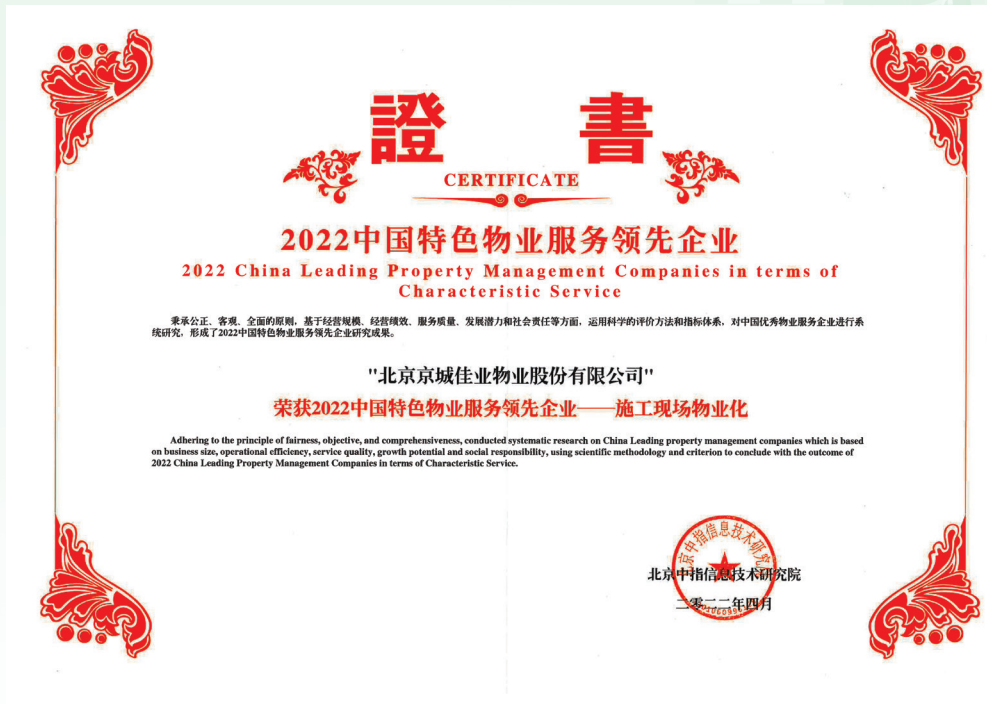 證 書
CERTIFICATE
2022中国特色物业服务领先企业
2022 China Leading Property Management Companies in terms of
Characteristic Service
秉承公正、客观、全面的原则，基于经营规模、经营绩效、服务质量、发展潜力和社会责任等方面，运用科学的评价方法和指标体系，对中国优秀物业服务企业进行系
统研究，形成了2022中国特色物业服务领先企业研究成果。
"北京京城佳业物业股份有限公司"
荣获2022中国特色物业服务领先企业——施工现场物业化
Adhering to the principle of fairness, objective, and comprehensiveness, conducted systematic research on China Leading property management companies which is based
on business size, operational efficiency, service quality, growth potential and social responsibility, using scientific methodology and criterion to conclude with the outcome of
2022 China Leading Property Management Companies in terms of Characteristic Service.
北京中指信息技术研究院
北京中指信息技术研究院
二零二二年四月